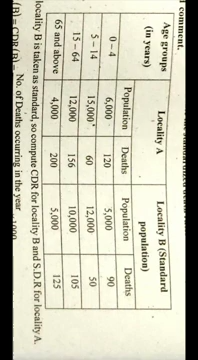 comment.
Age groups
(in years)
Locality A
Locality B (Standard
population)
Population Deaths Population Deaths
0-4 6,000 120 5,000 90
5-14 15,000 60 12,000 50
15-64 12,000 156 10,000 105
65 and above 4,000 200 5,000 125
locality B is taken as standard, so compute CDR for locality B and S.D.R for locality A.
No. of Deaths occurring in the year